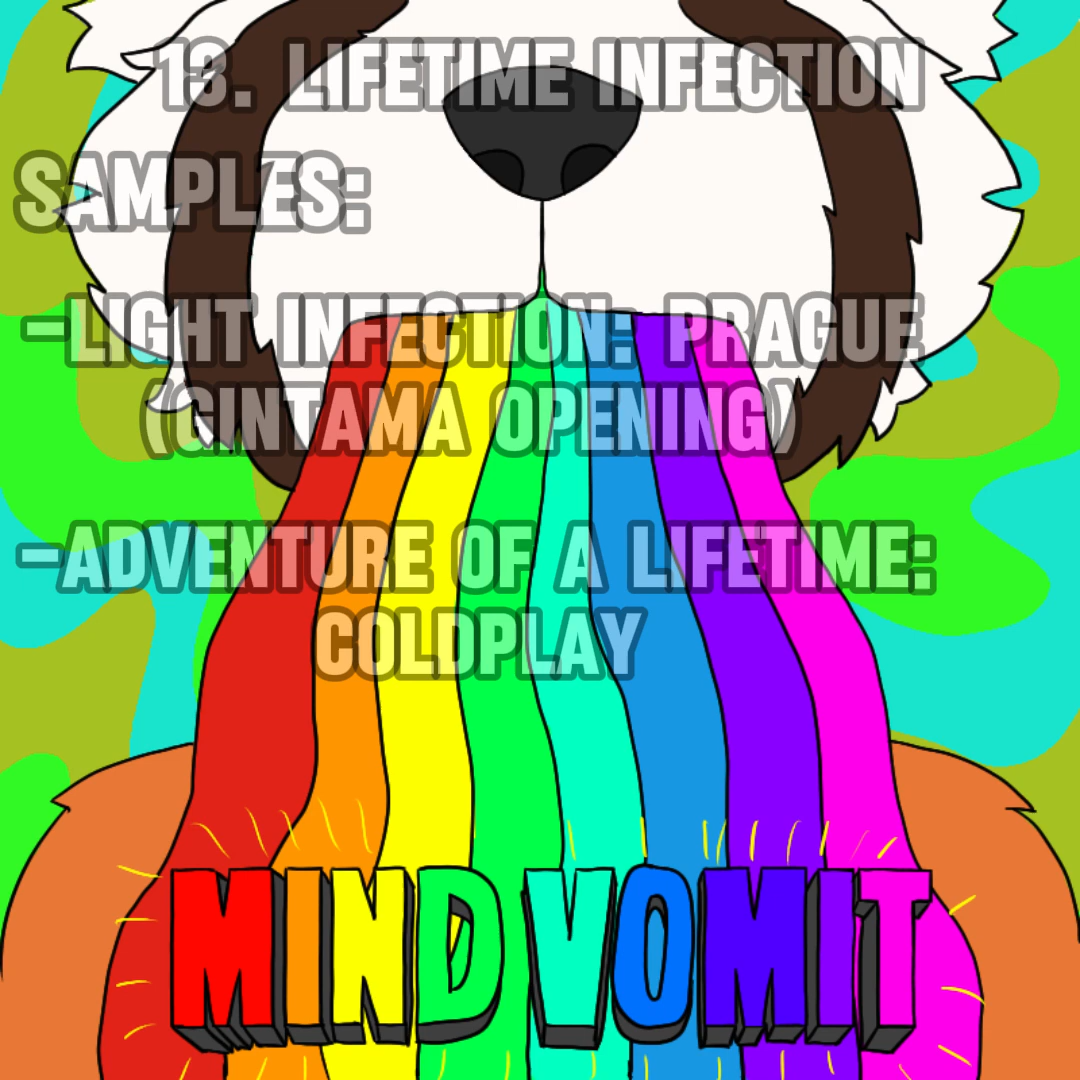 13. LIFETIME INFECTION
SAMPLES:
-LIGHT INFECTION: PRAGUE
(GINTAMA OPENING)
-ADVENTURE OF A LIFETIME:
COLDPLAY
MIND VOMIT